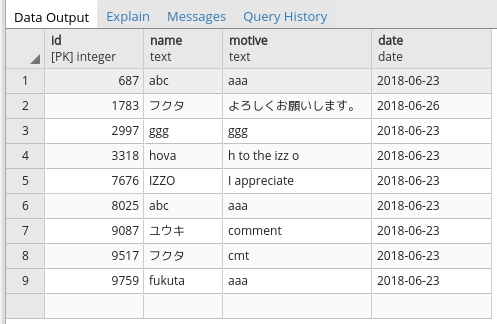 Data Output Explain Messages Query History
id name motive date
[PK] integer text text date
1 687 abc aaa 2018-06-23
2 1783 フクタ よろしくお願いします。 2018-06-26
3 2997 ggg ggg 2018-06-23
4 3318 hova h to the izz o 2018-06-23
5 7676 IZZO I appreciate 2018-06-23
6 8025 abc aaa 2018-06-23
7 9087 ユウキ comment 2018-06-23
8 9517 フクタ cmt 2018-06-23
9 9759 fukuta aaa 2018-06-23